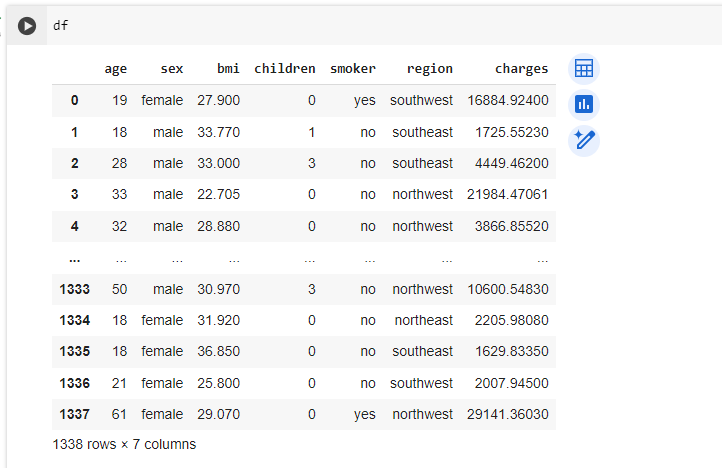 df
age sex bmi children smoker region charges
0 19 female 27.900 0 yes southwest 16884.92400
1 18 male 33.770 1 no southeast 1725.55230
2 28 male 33.000 3 no southeast 4449.46200
3 33 male 22.705 0 no northwest 21984.47061
4 32 male 28.880 0 no northwest 3866.85520
... ... ... ... ... ... ... ...
1333 50 male 30.970 3 no northwest 10600.54830
1334 18 female 31.920 0 no northeast 2205.98080
1335 18 female 36.850 0 no southeast 1629.83350
1336 21 female 25.800 0 no southwest 2007.94500
1337 61 female 29.070 0 yes northwest 29141.36030
1338 rows × 7 columns